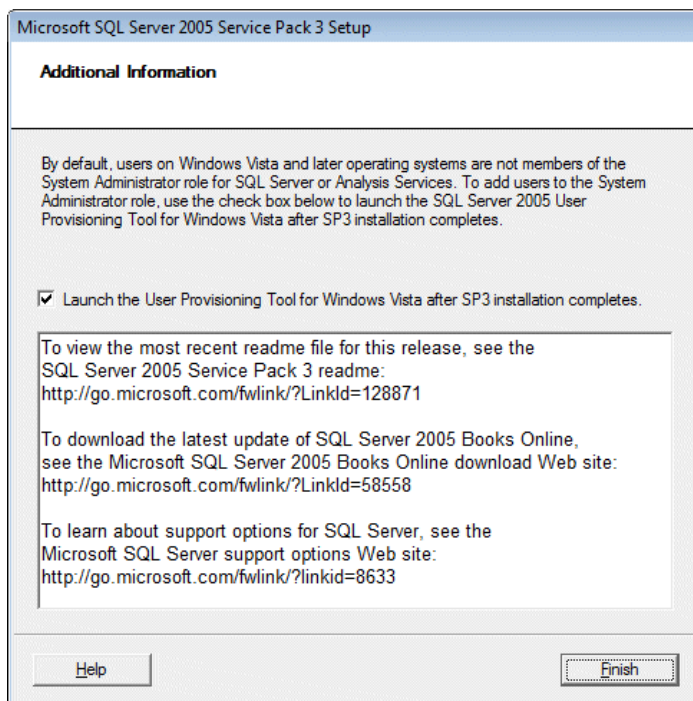 Microsoft SQL Server 2005 Service Pack 3 Setup
Additional Information
By default, users on Windows Vista and later operating systems are not members of the
System Administrator role for SQL Server or Analysis Services. To add users to the System
Administrator role, use the check box below to launch the SQL Server 2005 User
Provisioning Tool for Windows Vista after SP3 installation completes.
Launch the User Provisioning Tool for Windows Vista after SP3 installation completes.
To view the most recent readme file for this release, see the
SQL Server 2005 Service Pack 3 readme:
http://go.microsoft.com/fwlink/?LinkId=128871
To download the latest update of SQL Server 2005 Books Online,
see the Microsoft SQL Server 2005 Books Online download Web site:
http://go.microsoft.com/fwlink/?LinkId=58558
To learn about support options for SQL Server, see the
Microsoft SQL Server support options Web site:
http://go.microsoft.com/fwlink/?linkid=8633
Help
Finish